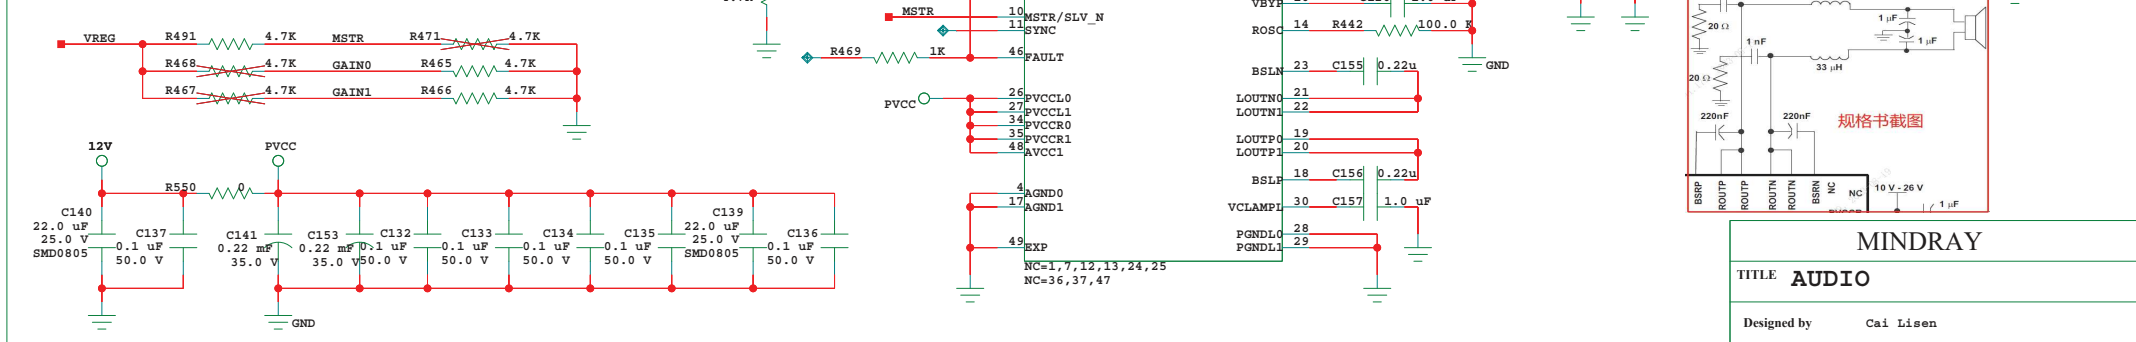 MSTR
10
MSTR/SLV_N
11
SYNC
R469
1K
46
FAULT
VREG
R491
4.7K
MSTR
R471
4.7K
R468
4.7K
GAIN0
R465
4.7K
R467
4.7K
GAIN1
R466
4.7K
PVCC
26
PVCCL0
27
PVCCL1
34
PVCCR0
35
PVCCR1
48
AVCC1
4
AGND0
17
AGND1
49
EXP
NC=1,7,12,13,24,25
NC=36,37,47
VBYP
ROSC
14
R442
100.0 K
GND
BSLN
23
C155
0.22u
LOUTN0
21
LOUTN1
22
LOUTP0
19
LOUTP1
20
BSLP
18
C156
0.22u
VCLAMPL
30
C157
1.0 uF
PGNDL0
28
PGNDL1
29
12V
PVCC
R550
0
C140
22.0 uF
25.0 V
SMD0805
C137
0.1 uF
50.0 V
C141
0.22 mF
35.0 V
C153
0.22 mF
35.0 V
C132
0.1 uF
50.0 V
C133
0.1 uF
50.0 V
C134
0.1 uF
50.0 V
C135
0.1 uF
50.0 V
C139
22.0 uF
25.0 V
SMD0805
C136
0.1 uF
50.0 V
GND
20 Ω
1 nF
1 µF
1 µF
20 Ω
33 µH
220nF
220nF
规格书截图
BSRP
ROUTP
ROUTP
ROUTN
ROUTN
BSRN
NC
NC
10 V - 26 V
1 µF
MINDRAY
TITLE AUDIO
Designed by Cai Lisen